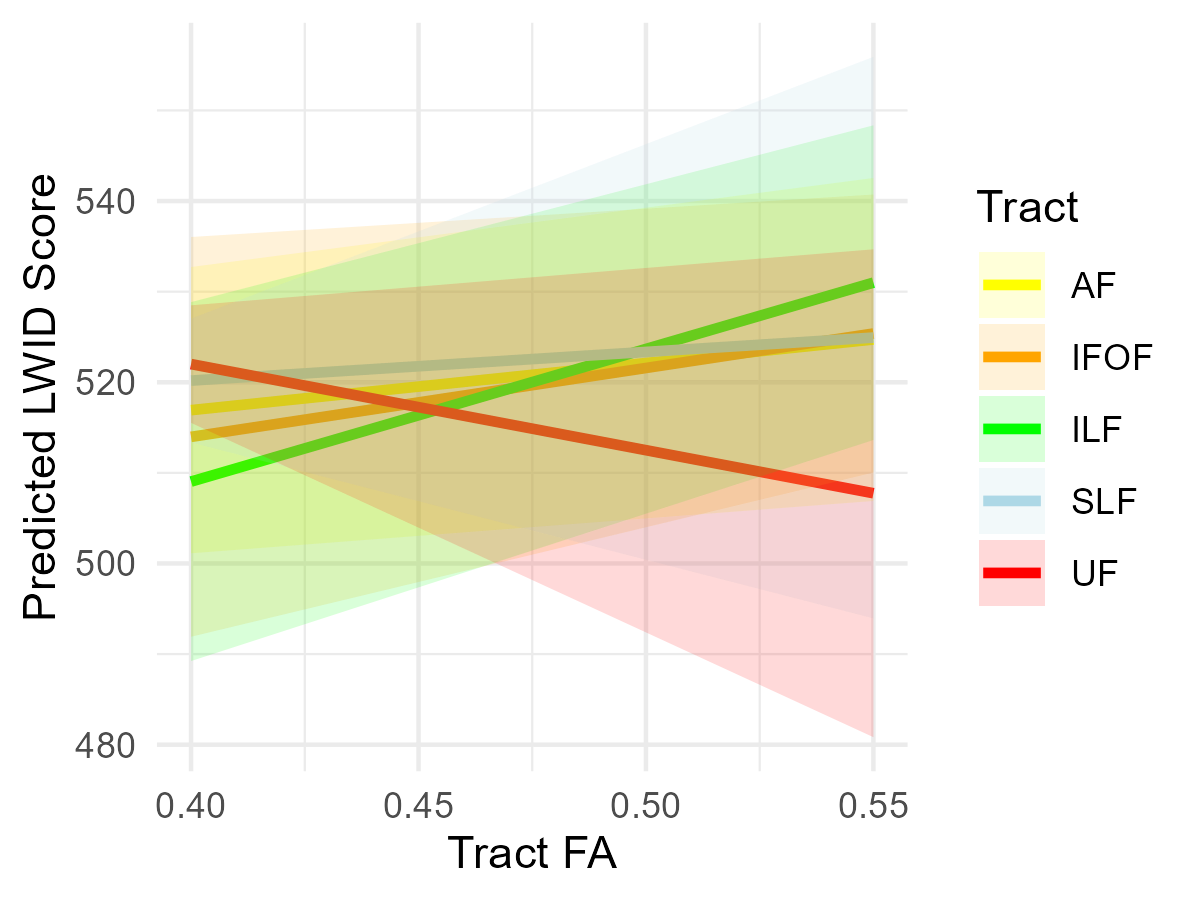 Predicted LWID Score
540
520
500
480
0.40 0.45 0.50 0.55
Tract FA
Tract
AF
IFOF
ILF
SLF
UF